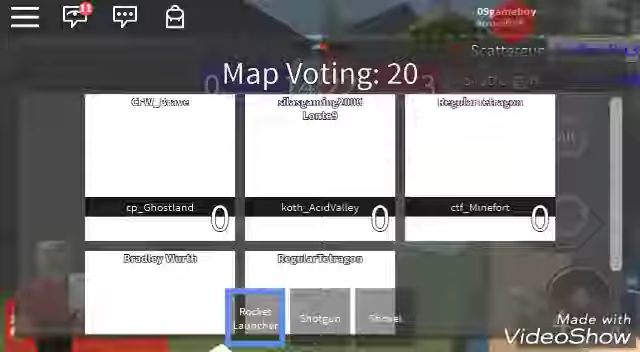 11
09gameboy
Scattergun
Map Voting: 20
RegularTetragon
Lonte9
cp_Ghostland
0
koth_AcidValley
0
ctf_Minefort
0
Bradley Wurth
RegularTetragon
Rocket
Launcher
Shotgun
Shovel
Made with
VideoShow